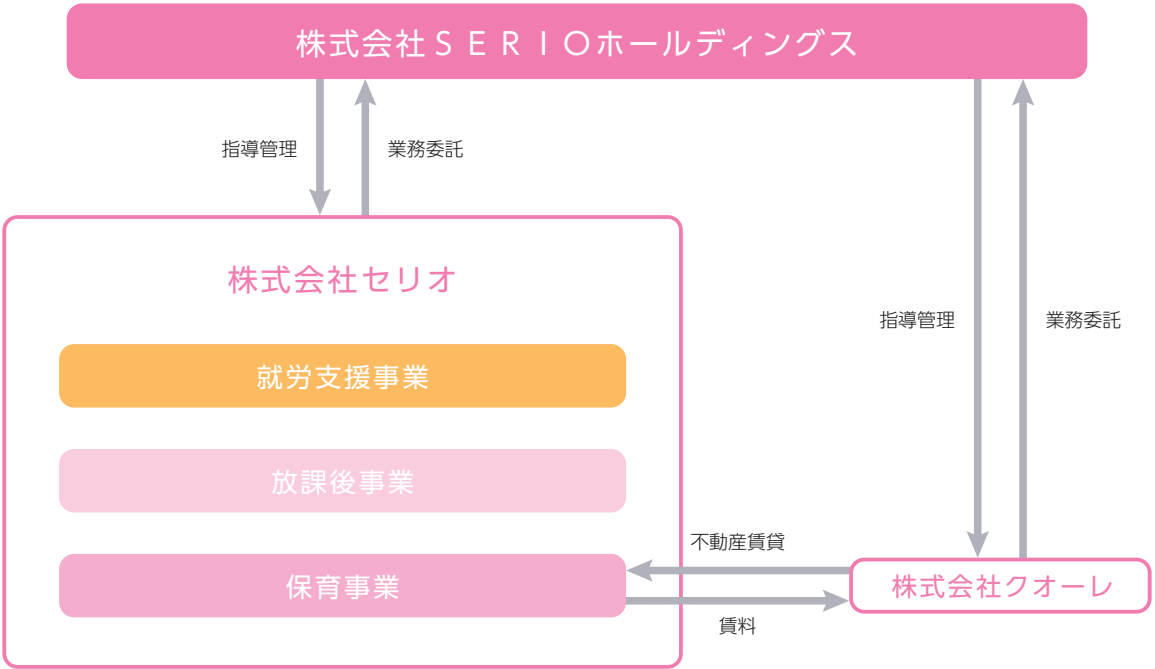 株式会社ＳＥＲＩＯホールディングス
指導管理
業務委託
株式会社セリオ
就労支援事業
放課後事業
保育事業
指導管理
業務委託
不動産賃貸
賃料
株式会社クオーレ